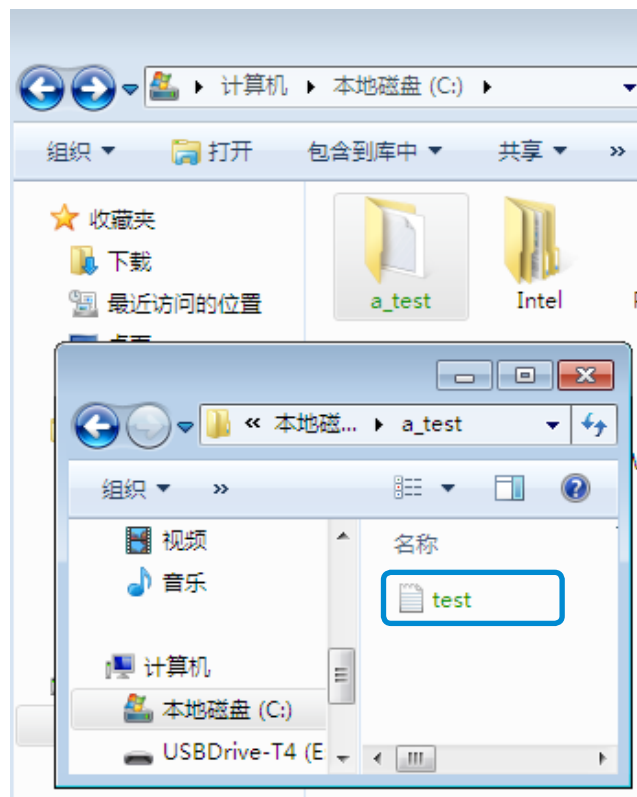 计算机 本地磁盘 (C:)
组织 打开 包含到库中 共享 »
收藏夹
下载
最近访问的位置
a_test Intel
« 本地磁... a_test
组织 »
视频
音乐
计算机
本地磁盘 (C:)
USBDrive-T4 (E
名称
test